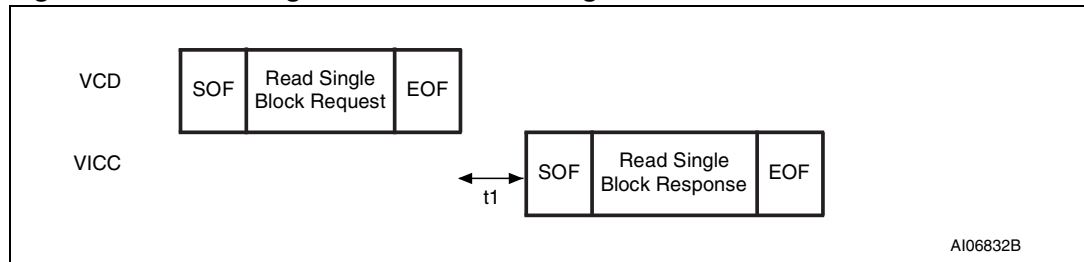 VCD
SOF
Read Single
Block Request
EOF
VICC
t1
SOF
Read Single
Block Response
EOF
AI06832B